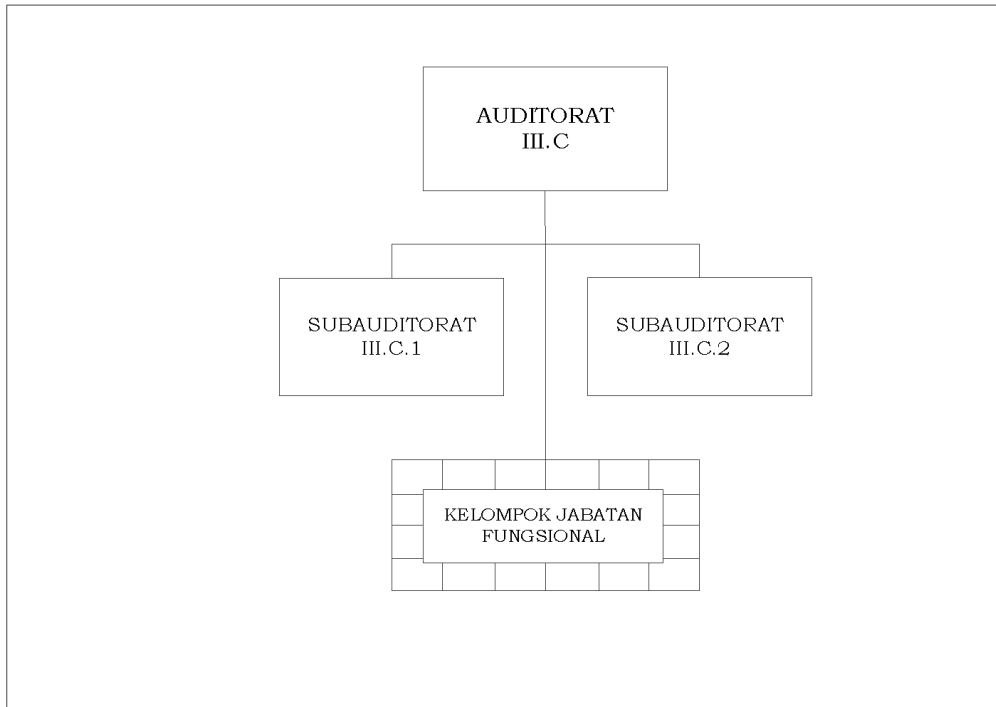 AUDITORAT
III.C
SUBAUDITORAT
III.C.1
SUBAUDITORAT
III.C.2
KELOMPOK JABATAN
FUNGSIONAL